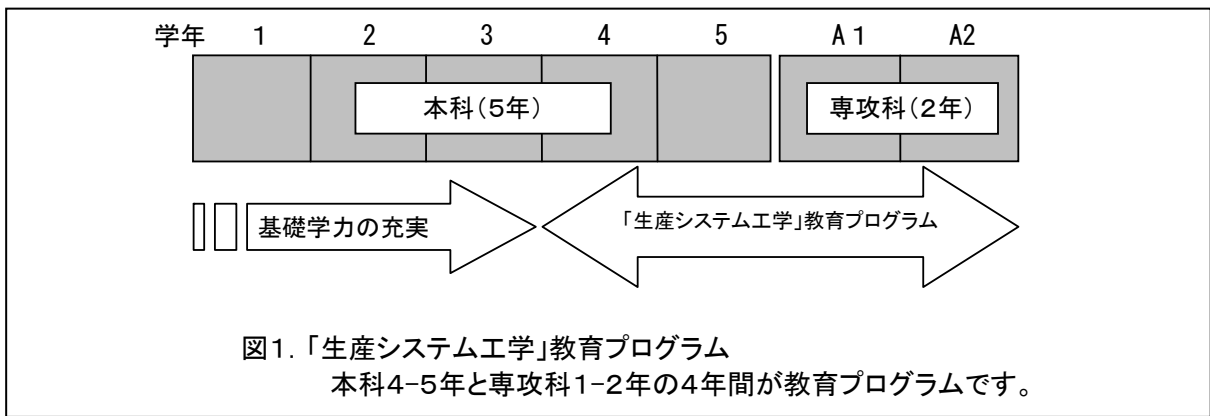 学年 1 2 3 4 5 A1 A2
本科(5年) 専攻科(2年)
基礎学力の充実 「生産システム工学」教育プログラム
図1. 「生産システム工学」教育プログラム
本科4-5年と専攻科1-2年の4年間が教育プログラムです。